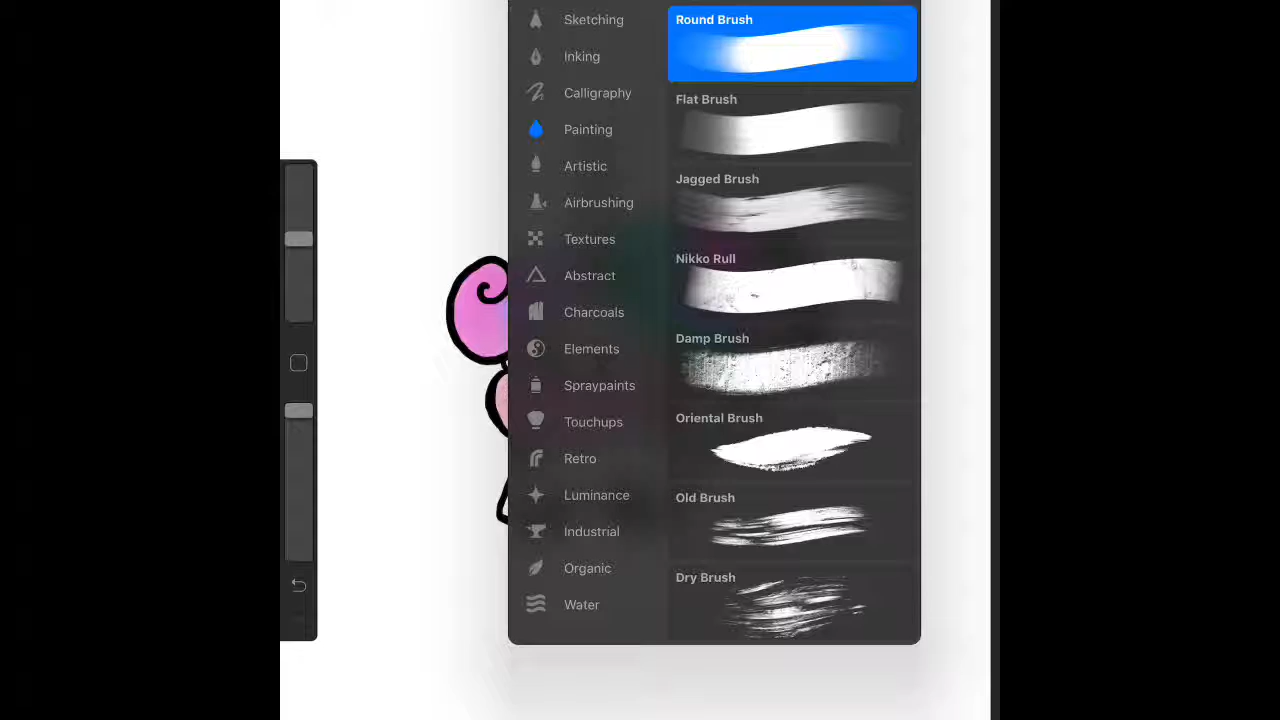 Sketching
Inking
Calligraphy
Painting
Artistic
Airbrushing
Textures
Abstract
Charcoals
Elements
Spraypaints
Touchups
Retro
Luminance
Industrial
Organic
Water
Round Brush
Flat Brush
Jagged Brush
Nikko Rull
Damp Brush
Oriental Brush
Old Brush
Dry Brush